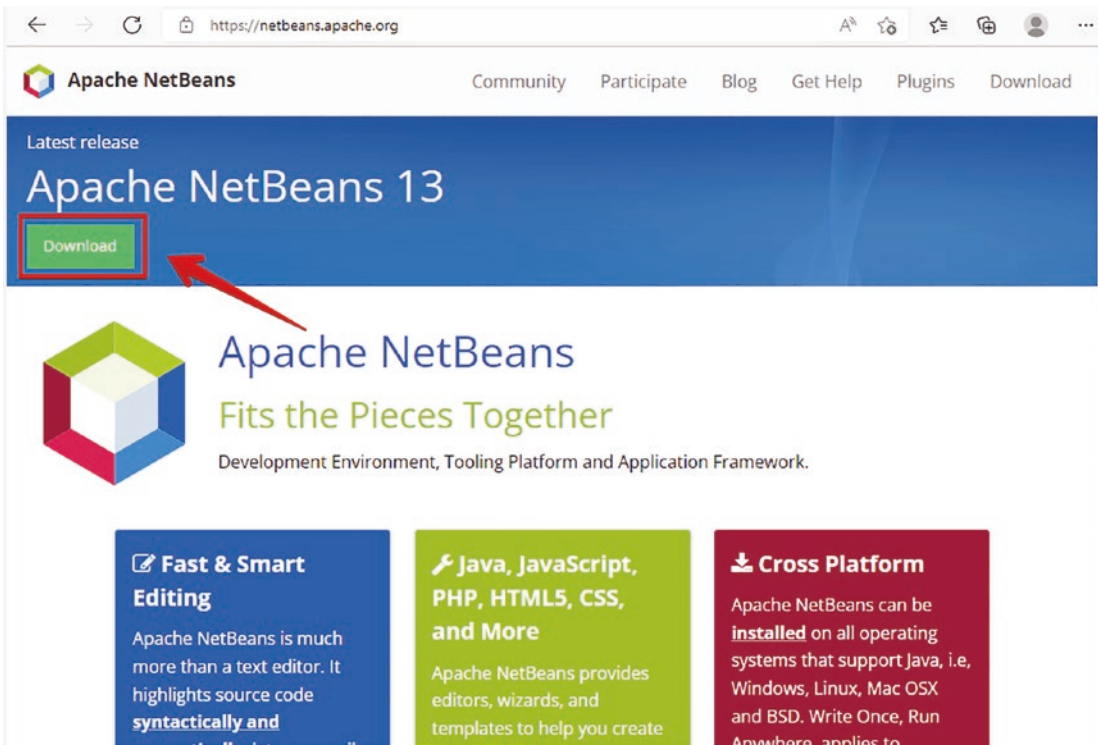 https://netbeans.apache.org
Apache NetBeans
Community Participate Blog Get Help Plugins Download
Latest release
Apache NetBeans 13
Download
Apache NetBeans
Fits the Pieces Together
Development Environment, Tooling Platform and Application Framework.
Fast & Smart
Editing
Apache NetBeans is much
more than a text editor. It
highlights source code
syntactically and
Java, JavaScript,
PHP, HTML5, CSS,
and More
Apache NetBeans provides
editors, wizards, and
templates to help you create
Cross Platform
Apache NetBeans can be
installed on all operating
systems that support Java, i.e,
Windows, Linux, Mac OSX
and BSD. Write Once, Run
Anywhere, applies to